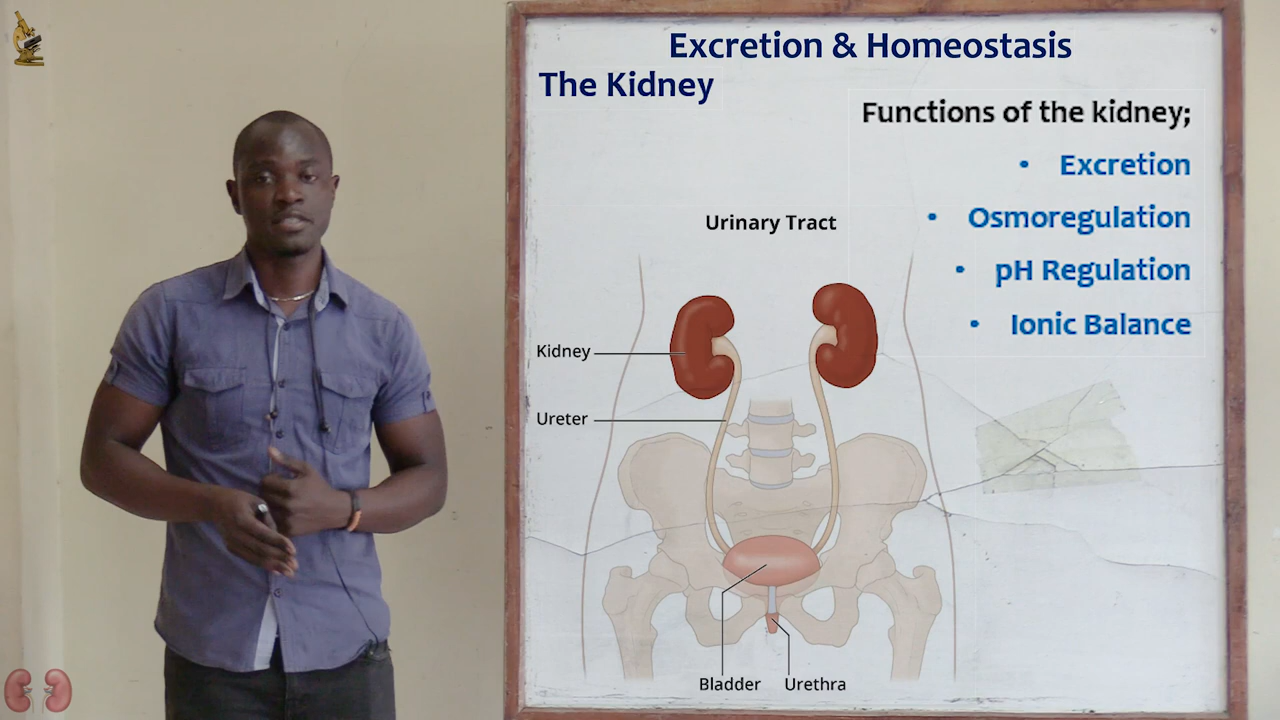 Excretion & Homeostasis
The Kidney
Functions of the kidney;
• Excretion
• Osmoregulation
• pH Regulation
• Ionic Balance
Urinary Tract
Kidney
Ureter
Bladder
Urethra